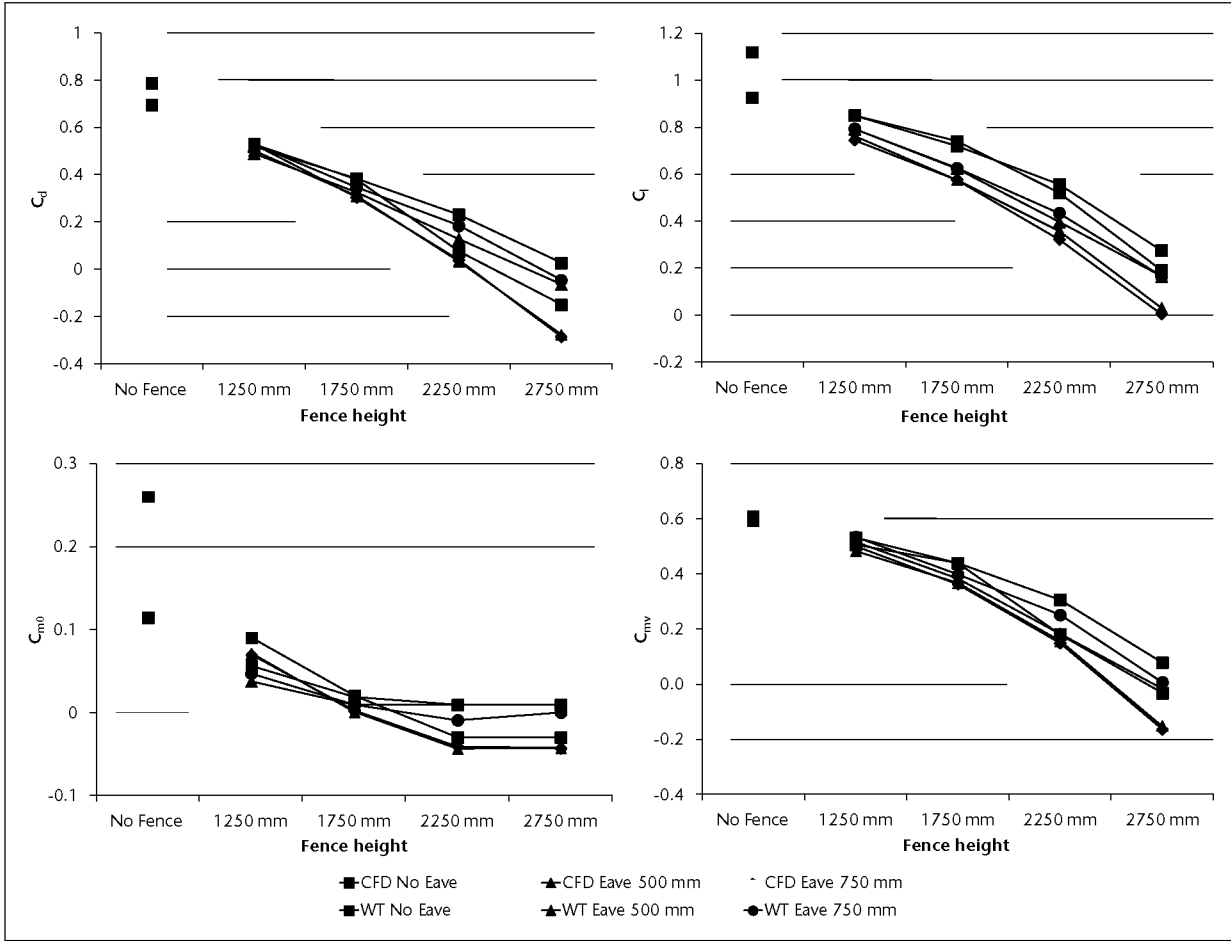 1
0.8
0.6
0.4
0.2
0
-0.2
-0.4
Cd
No Fence 1250 mm 1750 mm 2250 mm 2750 mm
Fence height
1.2
1
0.8
0.6
0.4
0.2
0
-0.2
Cl
No Fence 1250 mm 1750 mm 2250 mm 2750 mm
Fence height
0.3
0.2
0.1
0
-0.1
Cm0
No Fence 1250 mm 1750 mm 2250 mm 2750 mm
Fence height
0.8
0.6
0.4
0.2
0.0
-0.2
-0.4
Cmv
No Fence 1250 mm 1750 mm 2250 mm 2750 mm
Fence height
CFD No Eave CFD Eave 500 mm CFD Eave 750 mm
WT No Eave WT Eave 500 mm WT Eave 750 mm